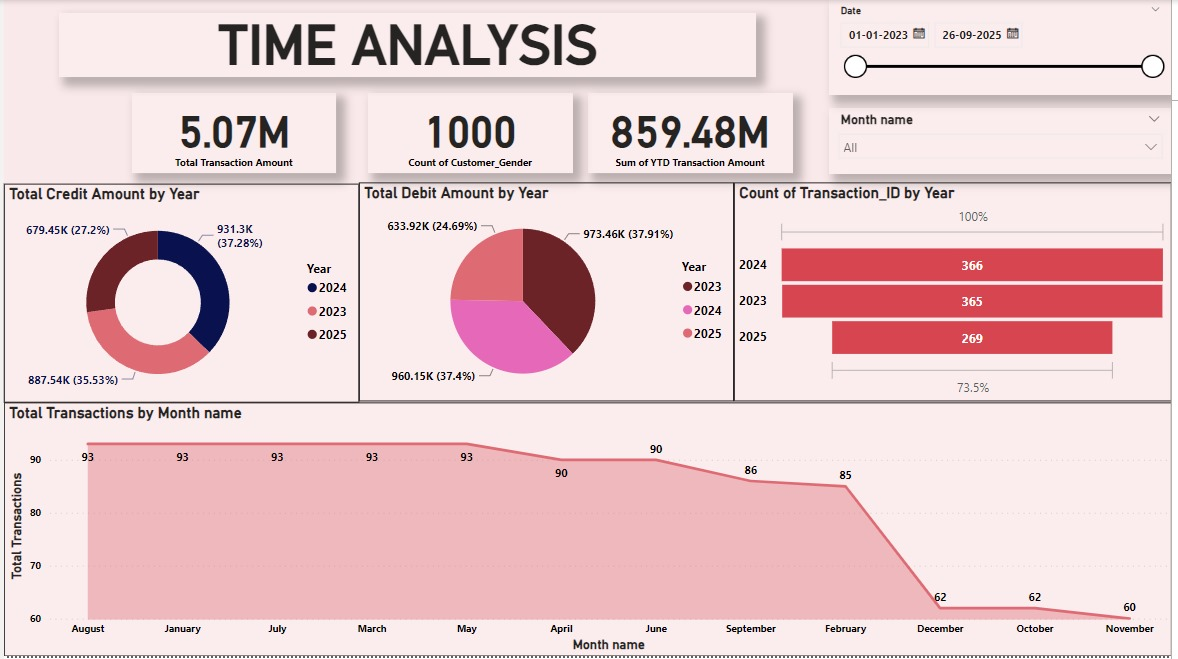 TIME ANALYSIS
Date
01-01-2023 26-09-2025
5.07M
Total Transaction Amount
1000
Count of Customer_Gender
859.48M
Sum of YTD Transaction Amount
Month name
All
Total Credit Amount by Year
679.45K (27.2%)
931.3K
(37.28%)
887.54K (35.53%)
Year
2024
2023
2025
Total Debit Amount by Year
633.92K (24.69%)
973.46K (37.91%)
960.15K (37.4%)
Year
2023
2024
2025
Count of Transaction_ID by Year
100%
2024 366
2023 365
2025 269
73.5%
Total Transactions by Month name
Total Transactions
90
80
70
60
93 93 93 93 93 90 90 86 85 62 62 60
August January July March May April June September February December October November
Month name